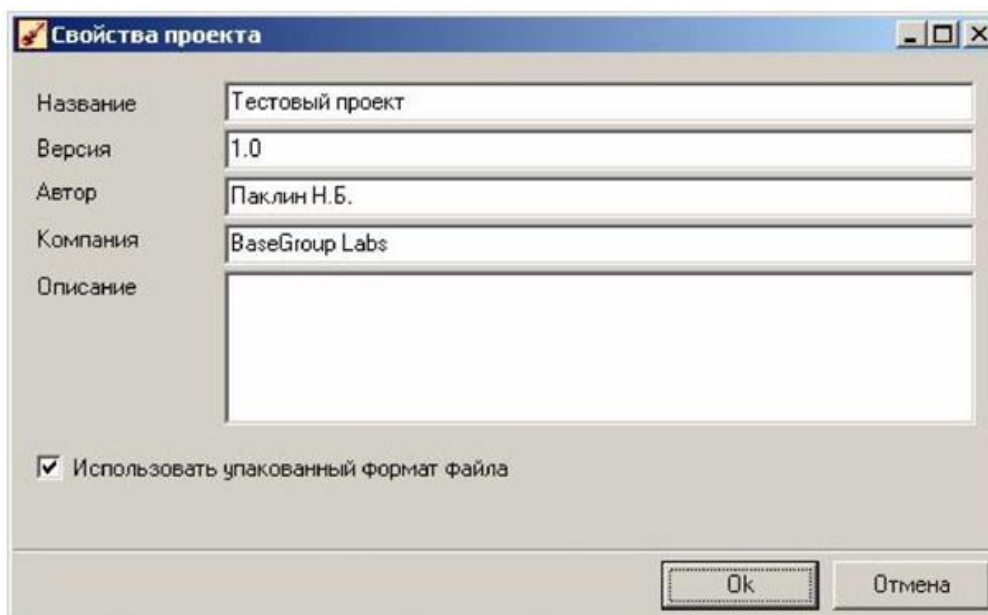 Свойства проекта
Название Тестовый проект
Версия 1.0
Автор Паклин Н.Б.
Компания BaseGroup Labs
Описание
Использовать упакованный формат файла
Ok Отмена